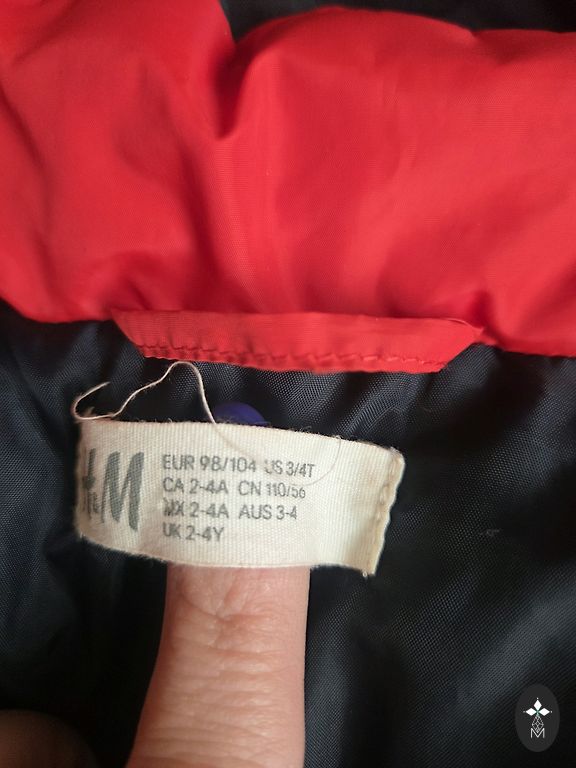 H&M
EUR 98/104 US 3/4T
CA 2-4A CN 110/56
MX 2-4A AUS 3-4
UK 2-4Y
M